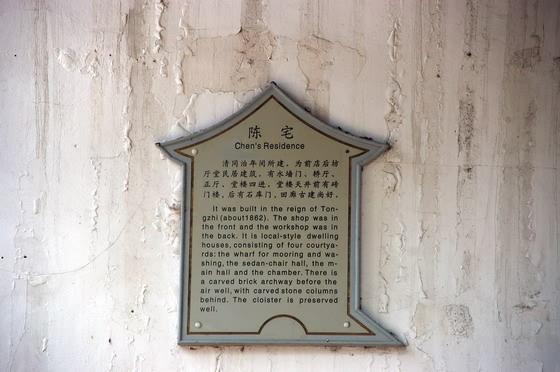 陈宅
Chen's Residence
清同治年间所建，为前店后坊
厅堂民居建筑，有水墙门、轿厅、
正厅、堂楼四进，堂楼天井前有砖
门楼，后有石库门，回廊古建尚好。
It was built in the reign of Ton-
gzhi (about1862). The shop was in
the front and the workshop was in
the back. It is local-style dwelling
houses, consisting of four courtya-
rds: the wharf for mooring and wa-
shing, the sedan-chair hall, the m-
ain hall and the chamber. There is
a carved brick archway before the
air well, with carved stone columns
behind. The cloister is preserved
well.